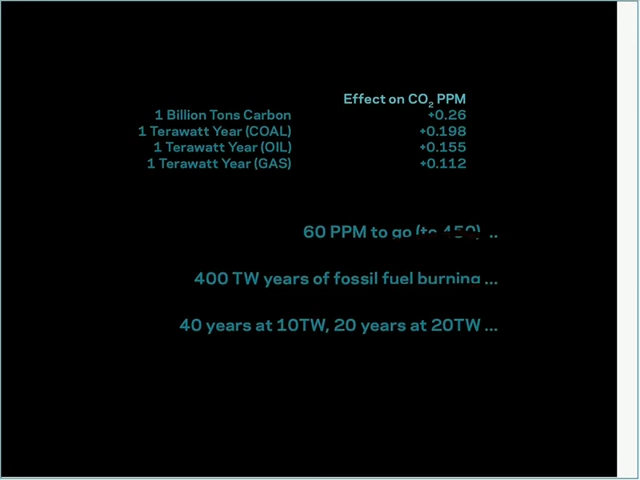 Effect on CO₂ PPM
1 Billion Tons Carbon +0.26
1 Terawatt Year (COAL) +0.198
1 Terawatt Year (OIL) +0.155
1 Terawatt Year (GAS) +0.112
60 PPM to go (to 450) ..
400 TW years of fossil fuel burning ...
40 years at 10TW, 20 years at 20TW ...